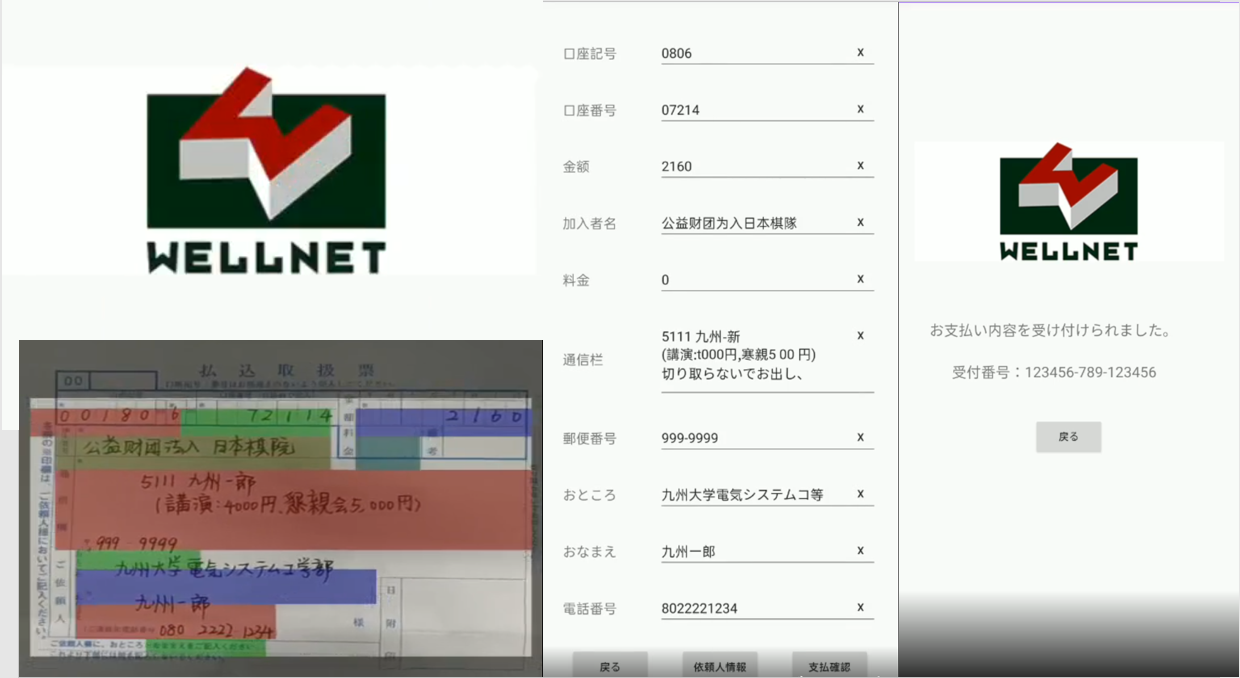 WELLNET
払込取扱票
00
00180 6
72114
2160
公益財団法人 日本棋院
5111 九州一郎
(講演:4000円、懇親会5,000円)
999-9999
九州大学電気システム工学部
九州一郎
様
080 2222 1234
日
附
ご依頼人
口座記号
0806
x
口座番号
07214
x
金额
2160
x
加入者名
公益財団为入日本棋隊
x
料金
0
x
通信栏
5111 九州-新
(講演:t000円,寒親5 00 円)
切り取らないでお出し、
x
郵便番号
999-9999
x
おところ
九州大学電気システムコ等
x
おなまえ
九州一郎
x
電話番号
8022221234
x
戻る
依頼人情報
支払確認
WELLNET
お支払い内容を受け付けられました。
受付番号：123456-789-123456
戻る